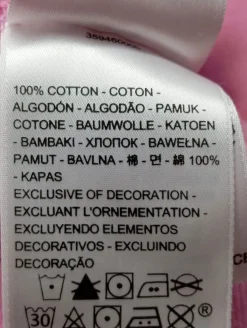 100% COTTON - COTON -
ALGODÓN - ALGODÃO - PAMUK -
COTONE - BAUMWOLLE - KATOEN
- BAMBAKI - ХЛОПОК - BAWEŁNA -
PAMUT - BAVLNA - 棉 - 면 - 綿 100%
- KAPAS
EXCLUSIVE OF DECORATION -
EXCLUANT L'ORNEMENTATION -
EXCLUYENDO ELEMENTOS
DECORATIVOS - EXCLUINDO
DECORAÇÃO
30 ®